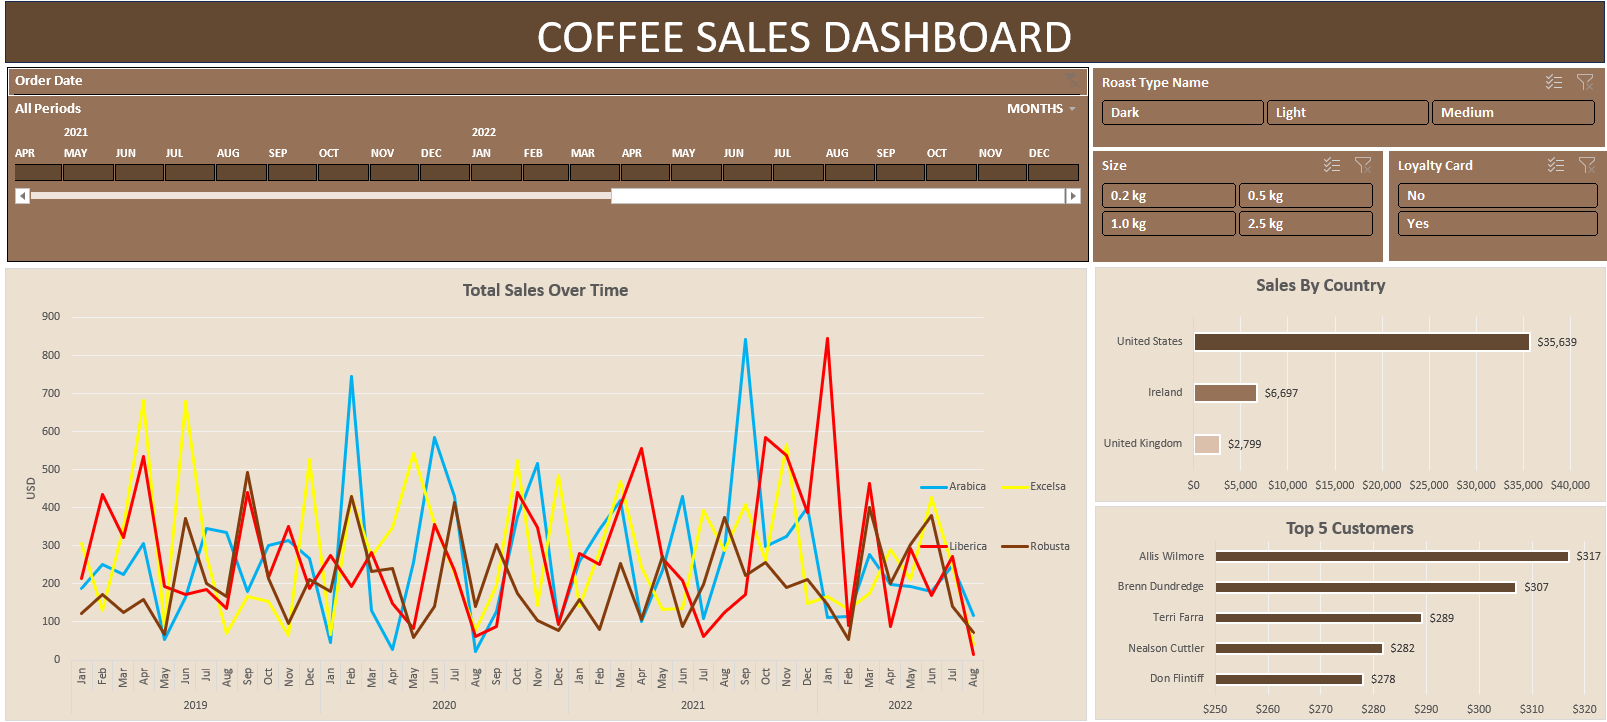 COFFEE SALES DASHBOARD
Order Date
All Periods
MONTHS
2021 2022
APR MAY JUN JUL AUG SEP OCT NOV DEC JAN FEB MAR APR MAY JUN JUL AUG SEP OCT NOV DEC
Roast Type Name
Dark Light Medium
Size
0.2 kg 0.5 kg
1.0 kg 2.5 kg
Loyalty Card
No
Yes
Total Sales Over Time
900
800
700
600
500
400
300
200
100
0
USD
Arabica Excelsa
Liberica Robusta
Jan Feb Mar Apr May Jun Jul Aug Sep Oct Nov Dec Jan Feb Mar Apr May Jun Jul Aug Sep Oct Nov Dec Jan Feb Mar Apr May Jun Jul Aug Sep Oct Nov Dec Jan Feb Mar Apr May Jun Jul Aug
2019 2020 2021 2022
Sales By Country
United States $35,639
Ireland $6,697
United Kingdom $2,799
$0 $5,000 $10,000 $15,000 $20,000 $25,000 $30,000 $35,000 $40,000
Top 5 Customers
Allis Wilmore $317
Brenn Dundredge $307
Terri Farra $289
Nealson Cuttler $282
Don Flintiff $278
$250 $260 $270 $280 $290 $300 $310 $320